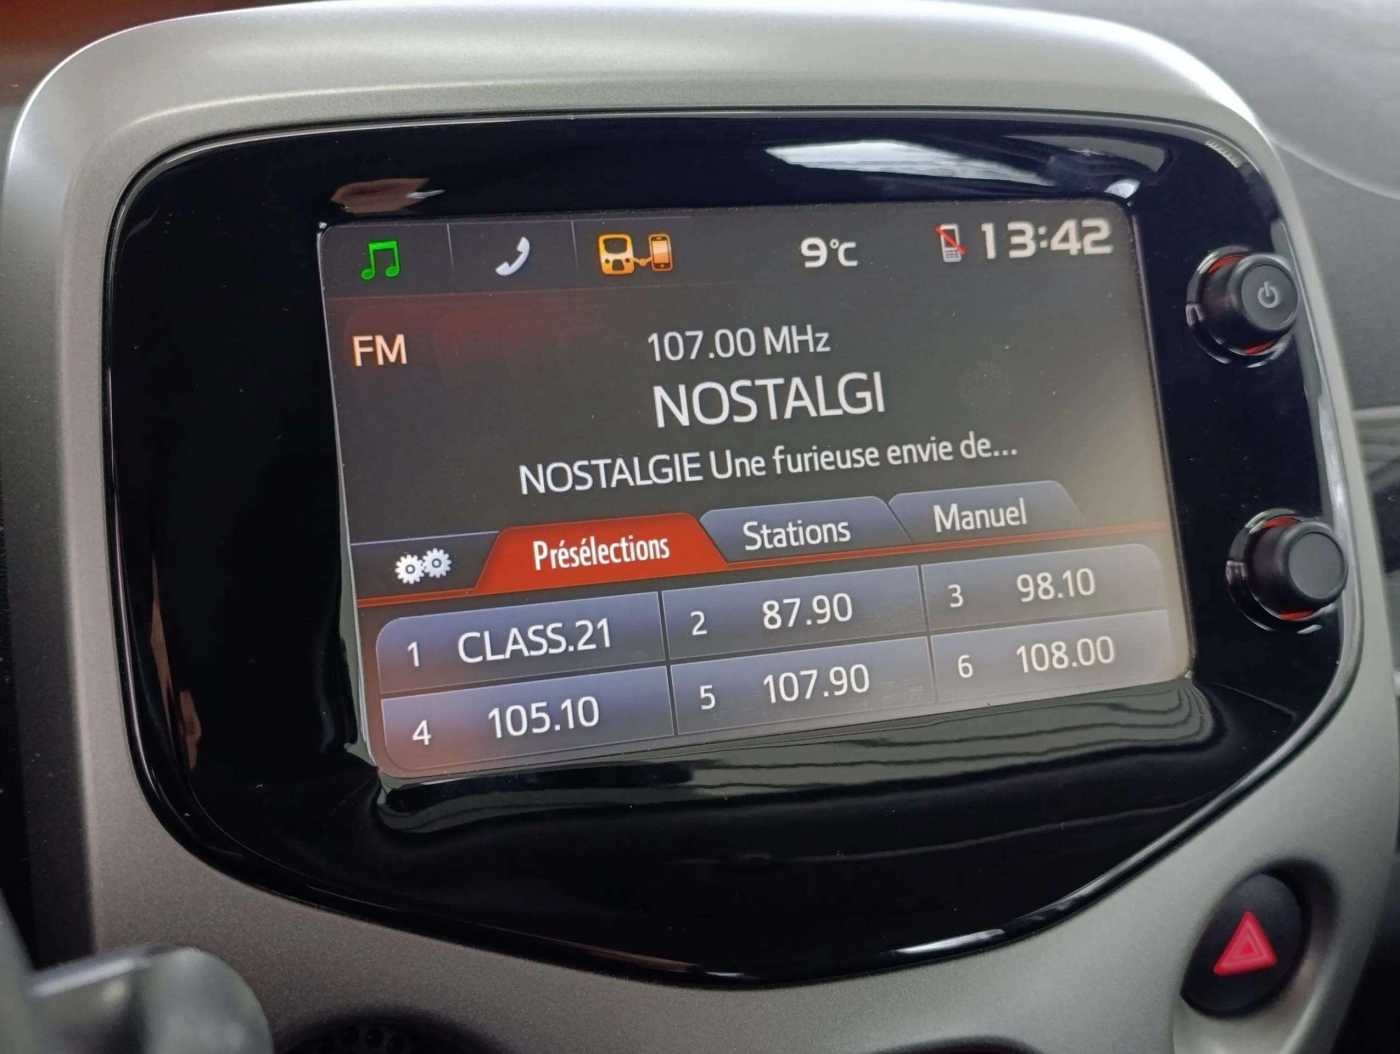 9°C 13:42
FM 107.00 MHz
NOSTALGI
NOSTALGIE Une furieuse envie de...
Présélections Stations Manuel
1 CLASS.21 2 87.90 3 98.10
4 105.10 5 107.90 6 108.00